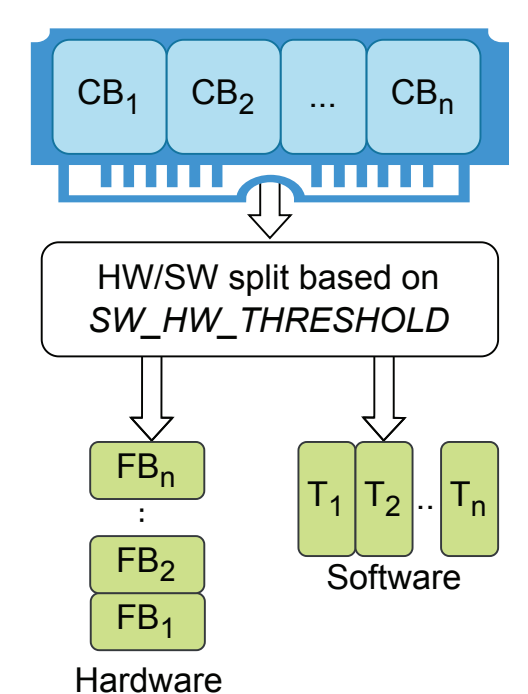 CB₁ CB₂ ... CBₙ
HW/SW split based on
SW_HW_THRESHOLD
FBₙ
:
FB₂
FB₁
Hardware
T₁ T₂ .. Tₙ
Software